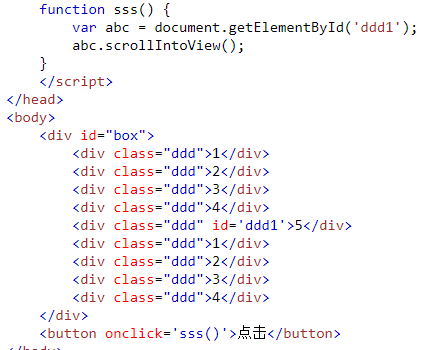 function sss() {
var abc = document.getElementById('ddd1');
abc.scrollIntoView();
}
</script>
</head>
<body>
<div id="box">
<div class="ddd">1</div>
<div class="ddd">2</div>
<div class="ddd">3</div>
<div class="ddd">4</div>
<div class="ddd" id='ddd1'>5</div>
<div class="ddd">1</div>
<div class="ddd">2</div>
<div class="ddd">3</div>
<div class="ddd">4</div>
</div>
<button onclick='sss()'>点击</button>
</body>